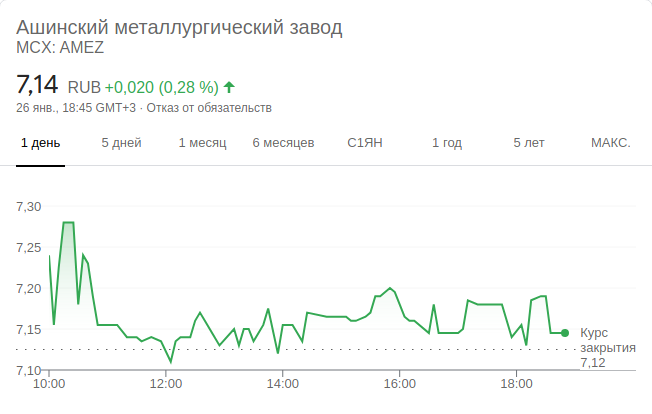 Ашинский металлургический завод
MCX: AMEZ
7,14 RUB +0,020 (0,28 %)
26 янв., 18:45 GMT+3 · Отказ от обязательств
1 день 5 дней 1 месяц 6 месяцев С1ЯН 1 год 5 лет МАКС.
7,30
7,25
7,20
7,15
7,10
Курс
закрытия
7,12
10:00 12:00 14:00 16:00 18:00